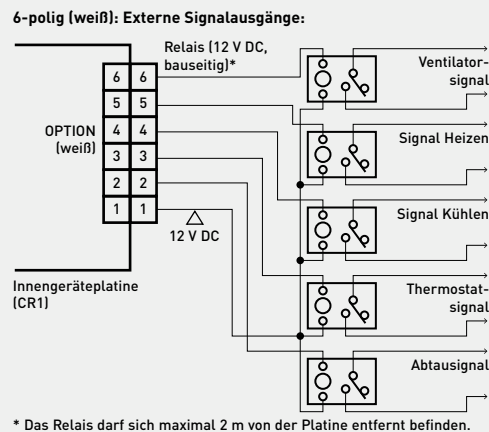 6-polig (weiß): Externe Signalausgänge:
Relais (12 V DC,
bauseitig)*
Ventilator-
signal
6 6
5 5
OPTION
(weiß)
4 4
3 3
2 2
1 1
Signal Heizen
Signal Kühlen
12 V DC
Innengeräteplatine
(CR1)
Thermostat-
signal
Abtausignal
* Das Relais darf sich maximal 2 m von der Platine entfernt befinden.